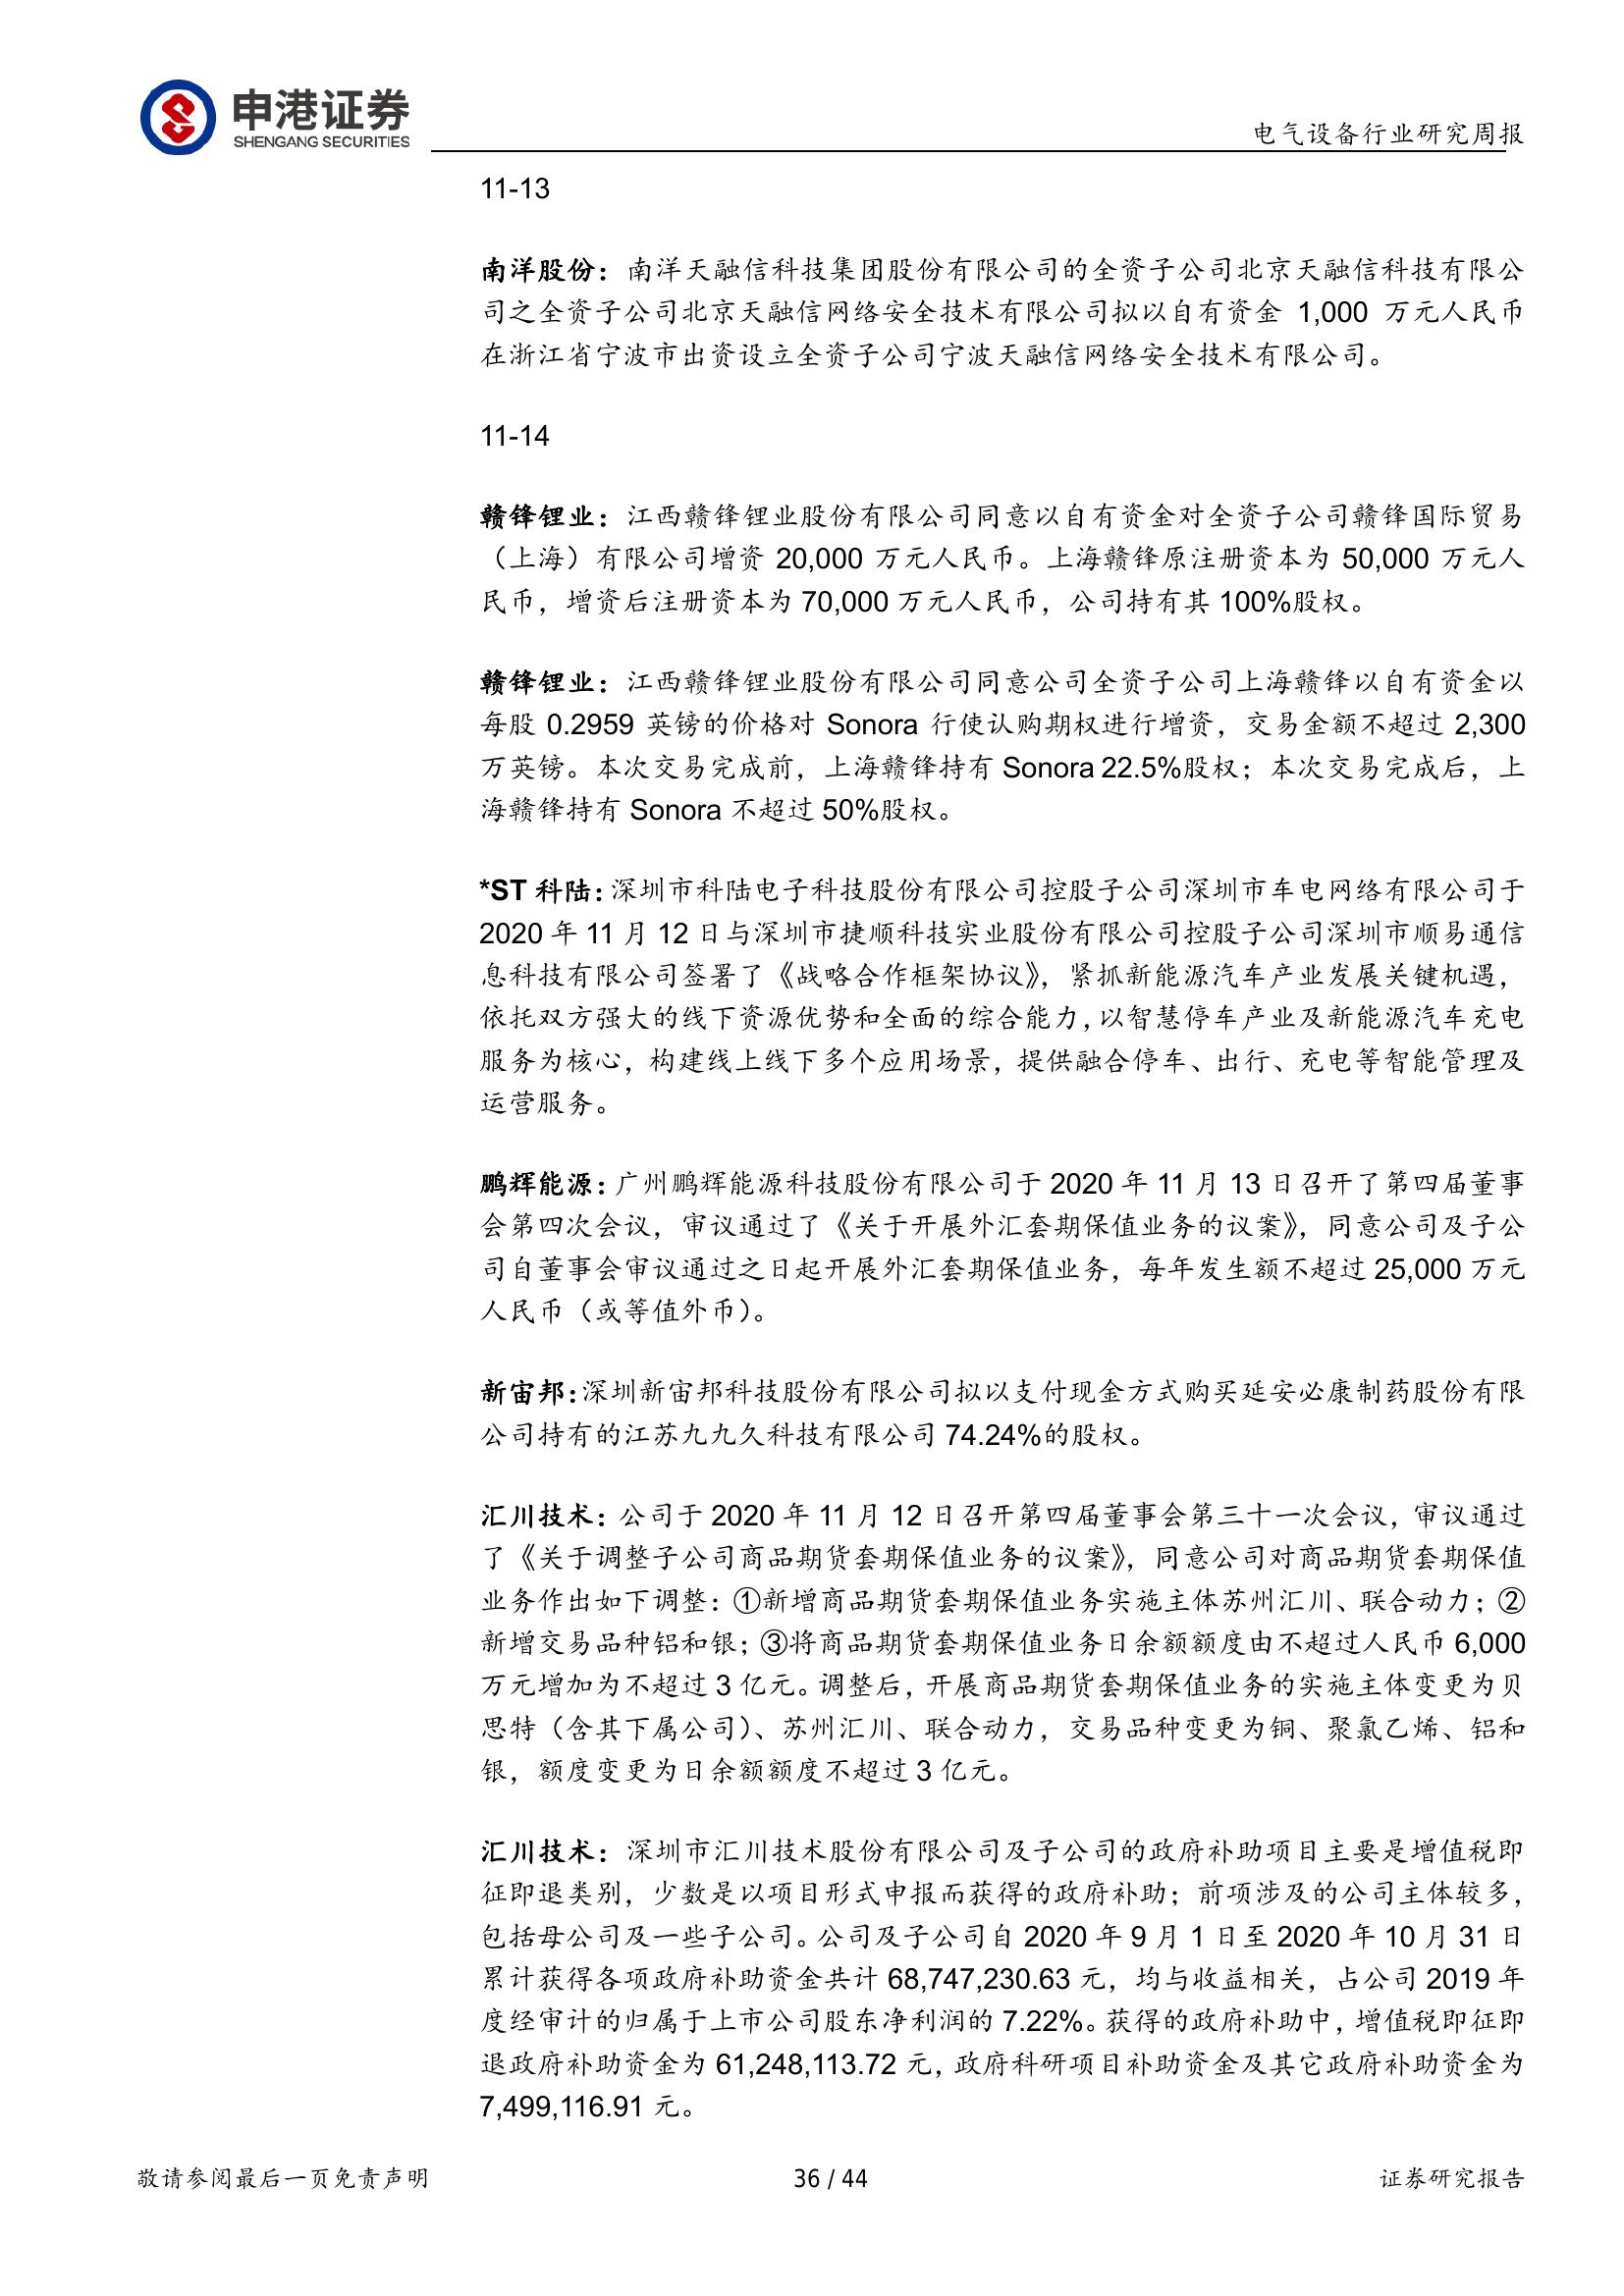 申港证券
SHENGANG SECURITIES
电气设备行业研究周报
11-13
南洋股份：南洋天融信科技集团股份有限公司的全资子公司北京天融信科技有限公
司之全资子公司北京天融信网络安全技术有限公司拟以自有资金 1,000 万元人民币
在浙江省宁波市出资设立全资子公司宁波天融信网络安全技术有限公司。
11-14
赣锋锂业：江西赣锋锂业股份有限公司同意以自有资金对全资子公司赣锋国际贸易
（上海）有限公司增资 20,000 万元人民币。上海赣锋原注册资本为 50,000 万元人
民币，增资后注册资本为 70,000 万元人民币，公司持有其 100%股权。
赣锋锂业：江西赣锋锂业股份有限公司同意公司全资子公司上海赣锋以自有资金以
每股 0.2959 英镑的价格对 Sonora 行使认购期权进行增资，交易金额不超过 2,300
万英镑。本次交易完成前，上海赣锋持有 Sonora 22.5%股权；本次交易完成后，上
海赣锋持有 Sonora 不超过 50%股权。
*ST 科陆：深圳市科陆电子科技股份有限公司控股子公司深圳市车电网络有限公司于
2020 年 11 月 12 日与深圳市捷顺科技实业股份有限公司控股子公司深圳市顺易通信
息科技有限公司签署了《战略合作框架协议》，紧抓新能源汽车产业发展关键机遇，
依托双方强大的线下资源优势和全面的综合能力，以智慧停车产业及新能源汽车充电
服务为核心，构建线上线下多个应用场景，提供融合停车、出行、充电等智能管理及
运营服务。
鹏辉能源：广州鹏辉能源科技股份有限公司于 2020 年 11 月 13 日召开了第四届董事
会第四次会议，审议通过了《关于开展外汇套期保值业务的议案》，同意公司及子公
司自董事会审议通过之日起开展外汇套期保值业务，每年发生额不超过 25,000 万元
人民币（或等值外币）。
新宙邦：深圳新宙邦科技股份有限公司拟以支付现金方式购买延安必康制药股份有限
公司持有的江苏九九久科技有限公司 74.24%的股权。
汇川技术：公司于 2020 年 11 月 12 日召开第四届董事会第三十一次会议，审议通过
了《关于调整子公司商品期货套期保值业务的议案》，同意公司对商品期货套期保值
业务作出如下调整：①新增商品期货套期保值业务实施主体苏州汇川、联合动力；②
新增交易品种铝和银；③将商品期货套期保值业务日余额额度由不超过人民币 6,000
万元增加为不超过 3 亿元。调整后，开展商品期货套期保值业务的实施主体变更为贝
思特（含其下属公司）、苏州汇川、联合动力，交易品种变更为铜、聚氯乙烯、铝和
银，额度变更为日余额额度不超过 3 亿元。
汇川技术：深圳市汇川技术股份有限公司及子公司的政府补助项目主要是增值税即
征即退类别，少数是以项目形式申报而获得的政府补助；前项涉及的公司主体较多，
包括母公司及一些子公司。公司及子公司自 2020 年 9 月 1 日至 2020 年 10 月 31 日
累计获得各项政府补助资金共计 68,747,230.63 元，均与收益相关，占公司 2019 年
度经审计的归属于上市公司股东净利润的 7.22%。获得的政府补助中，增值税即征即
退政府补助资金为 61,248,113.72 元，政府科研项目补助资金及其它政府补助资金为
7,499,116.91 元。
敬请参阅最后一页免责声明
36 / 44
证券研究报告